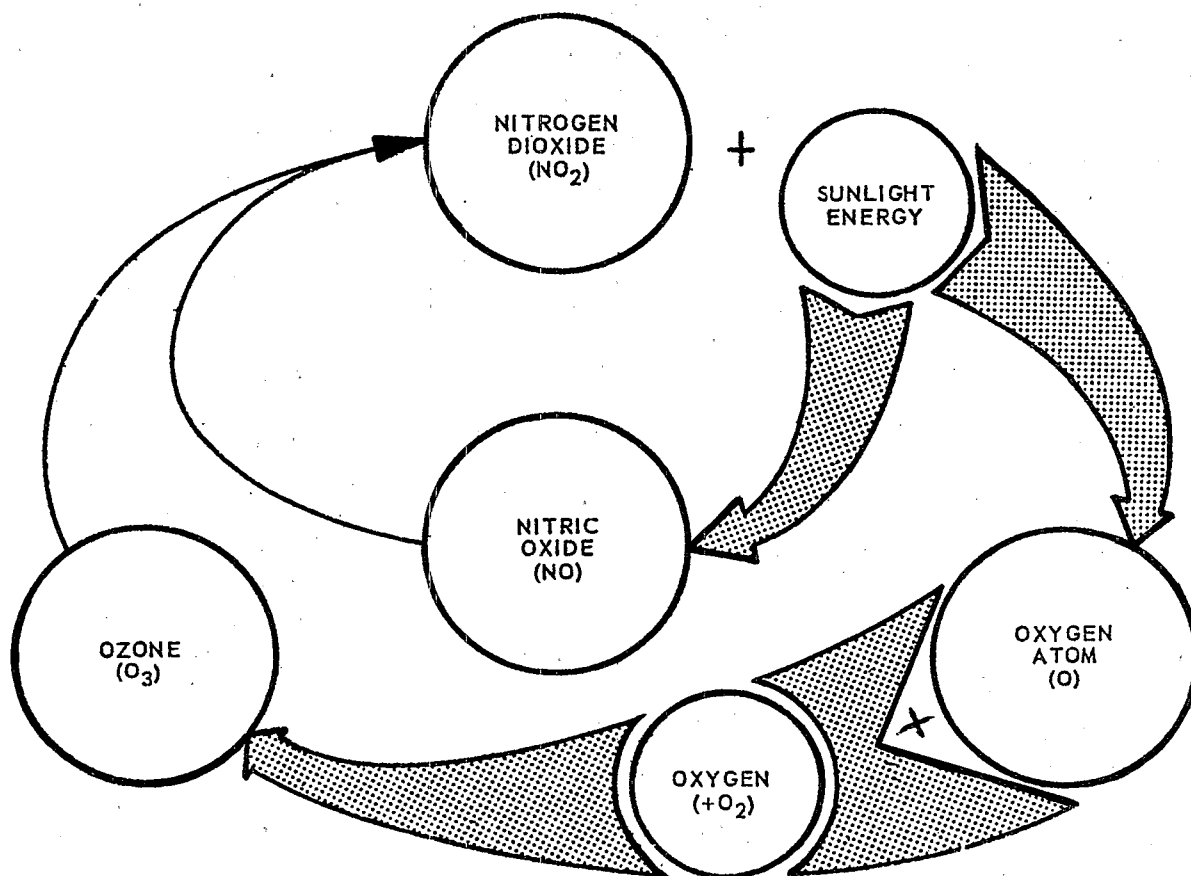 NITROGEN
DIOXIDE
(NO₂)
+
SUNLIGHT
ENERGY
NITRIC
OXIDE
(NO)
OZONE
(O₃)
OXYGEN
ATOM
(O)
+
OXYGEN
(+O₂)